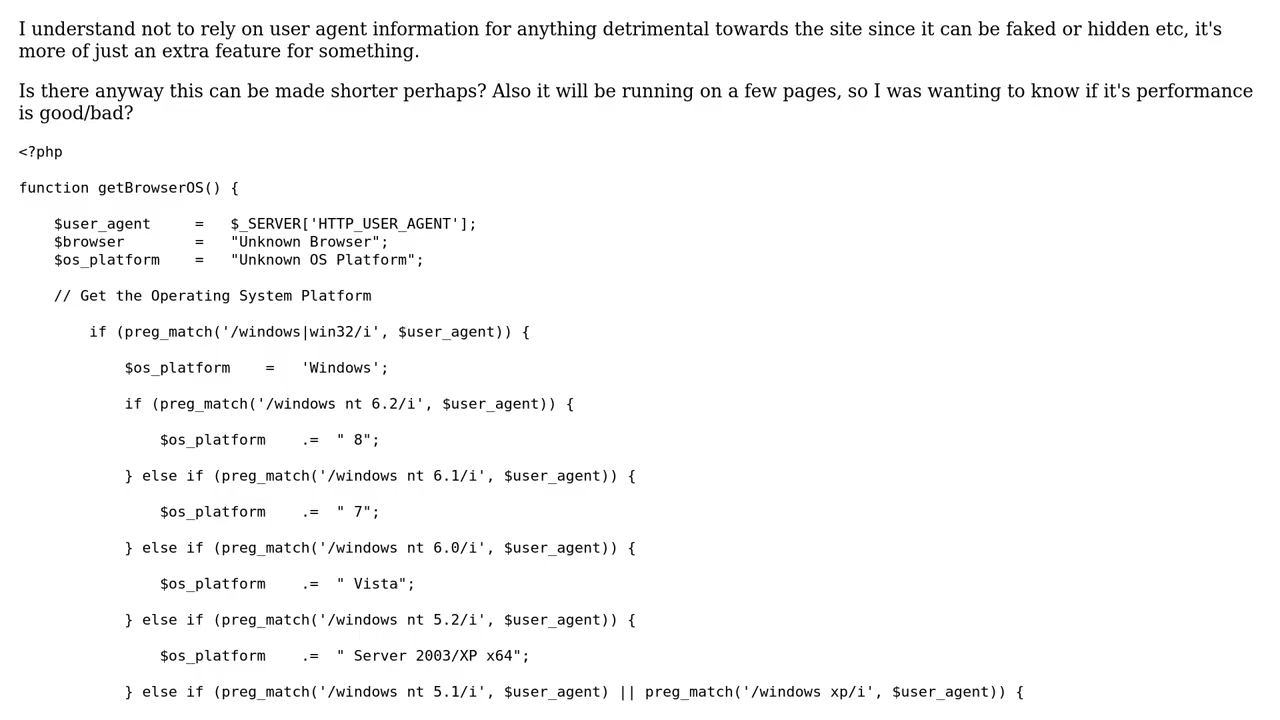 I understand not to rely on user agent information for anything detrimental towards the site since it can be faked or hidden etc, it's
more of just an extra feature for something.
Is there anyway this can be made shorter perhaps? Also it will be running on a few pages, so I was wanting to know if it's performance
is good/bad?
<?php
function getBrowserOS() {
    $user_agent     =   $_SERVER['HTTP_USER_AGENT'];
    $browser        =   "Unknown Browser";
    $os_platform    =   "Unknown OS Platform";
    // Get the Operating System Platform
        if (preg_match('/windows|win32/i', $user_agent)) {
            $os_platform    =   'Windows';
            if (preg_match('/windows nt 6.2/i', $user_agent)) {
                $os_platform    .=  " 8";
            } else if (preg_match('/windows nt 6.1/i', $user_agent)) {
                $os_platform    .=  " 7";
            } else if (preg_match('/windows nt 6.0/i', $user_agent)) {
                $os_platform    .=  " Vista";
            } else if (preg_match('/windows nt 5.2/i', $user_agent)) {
                $os_platform    .=  " Server 2003/XP x64";
            } else if (preg_match('/windows nt 5.1/i', $user_agent) || preg_match('/windows xp/i', $user_agent)) {